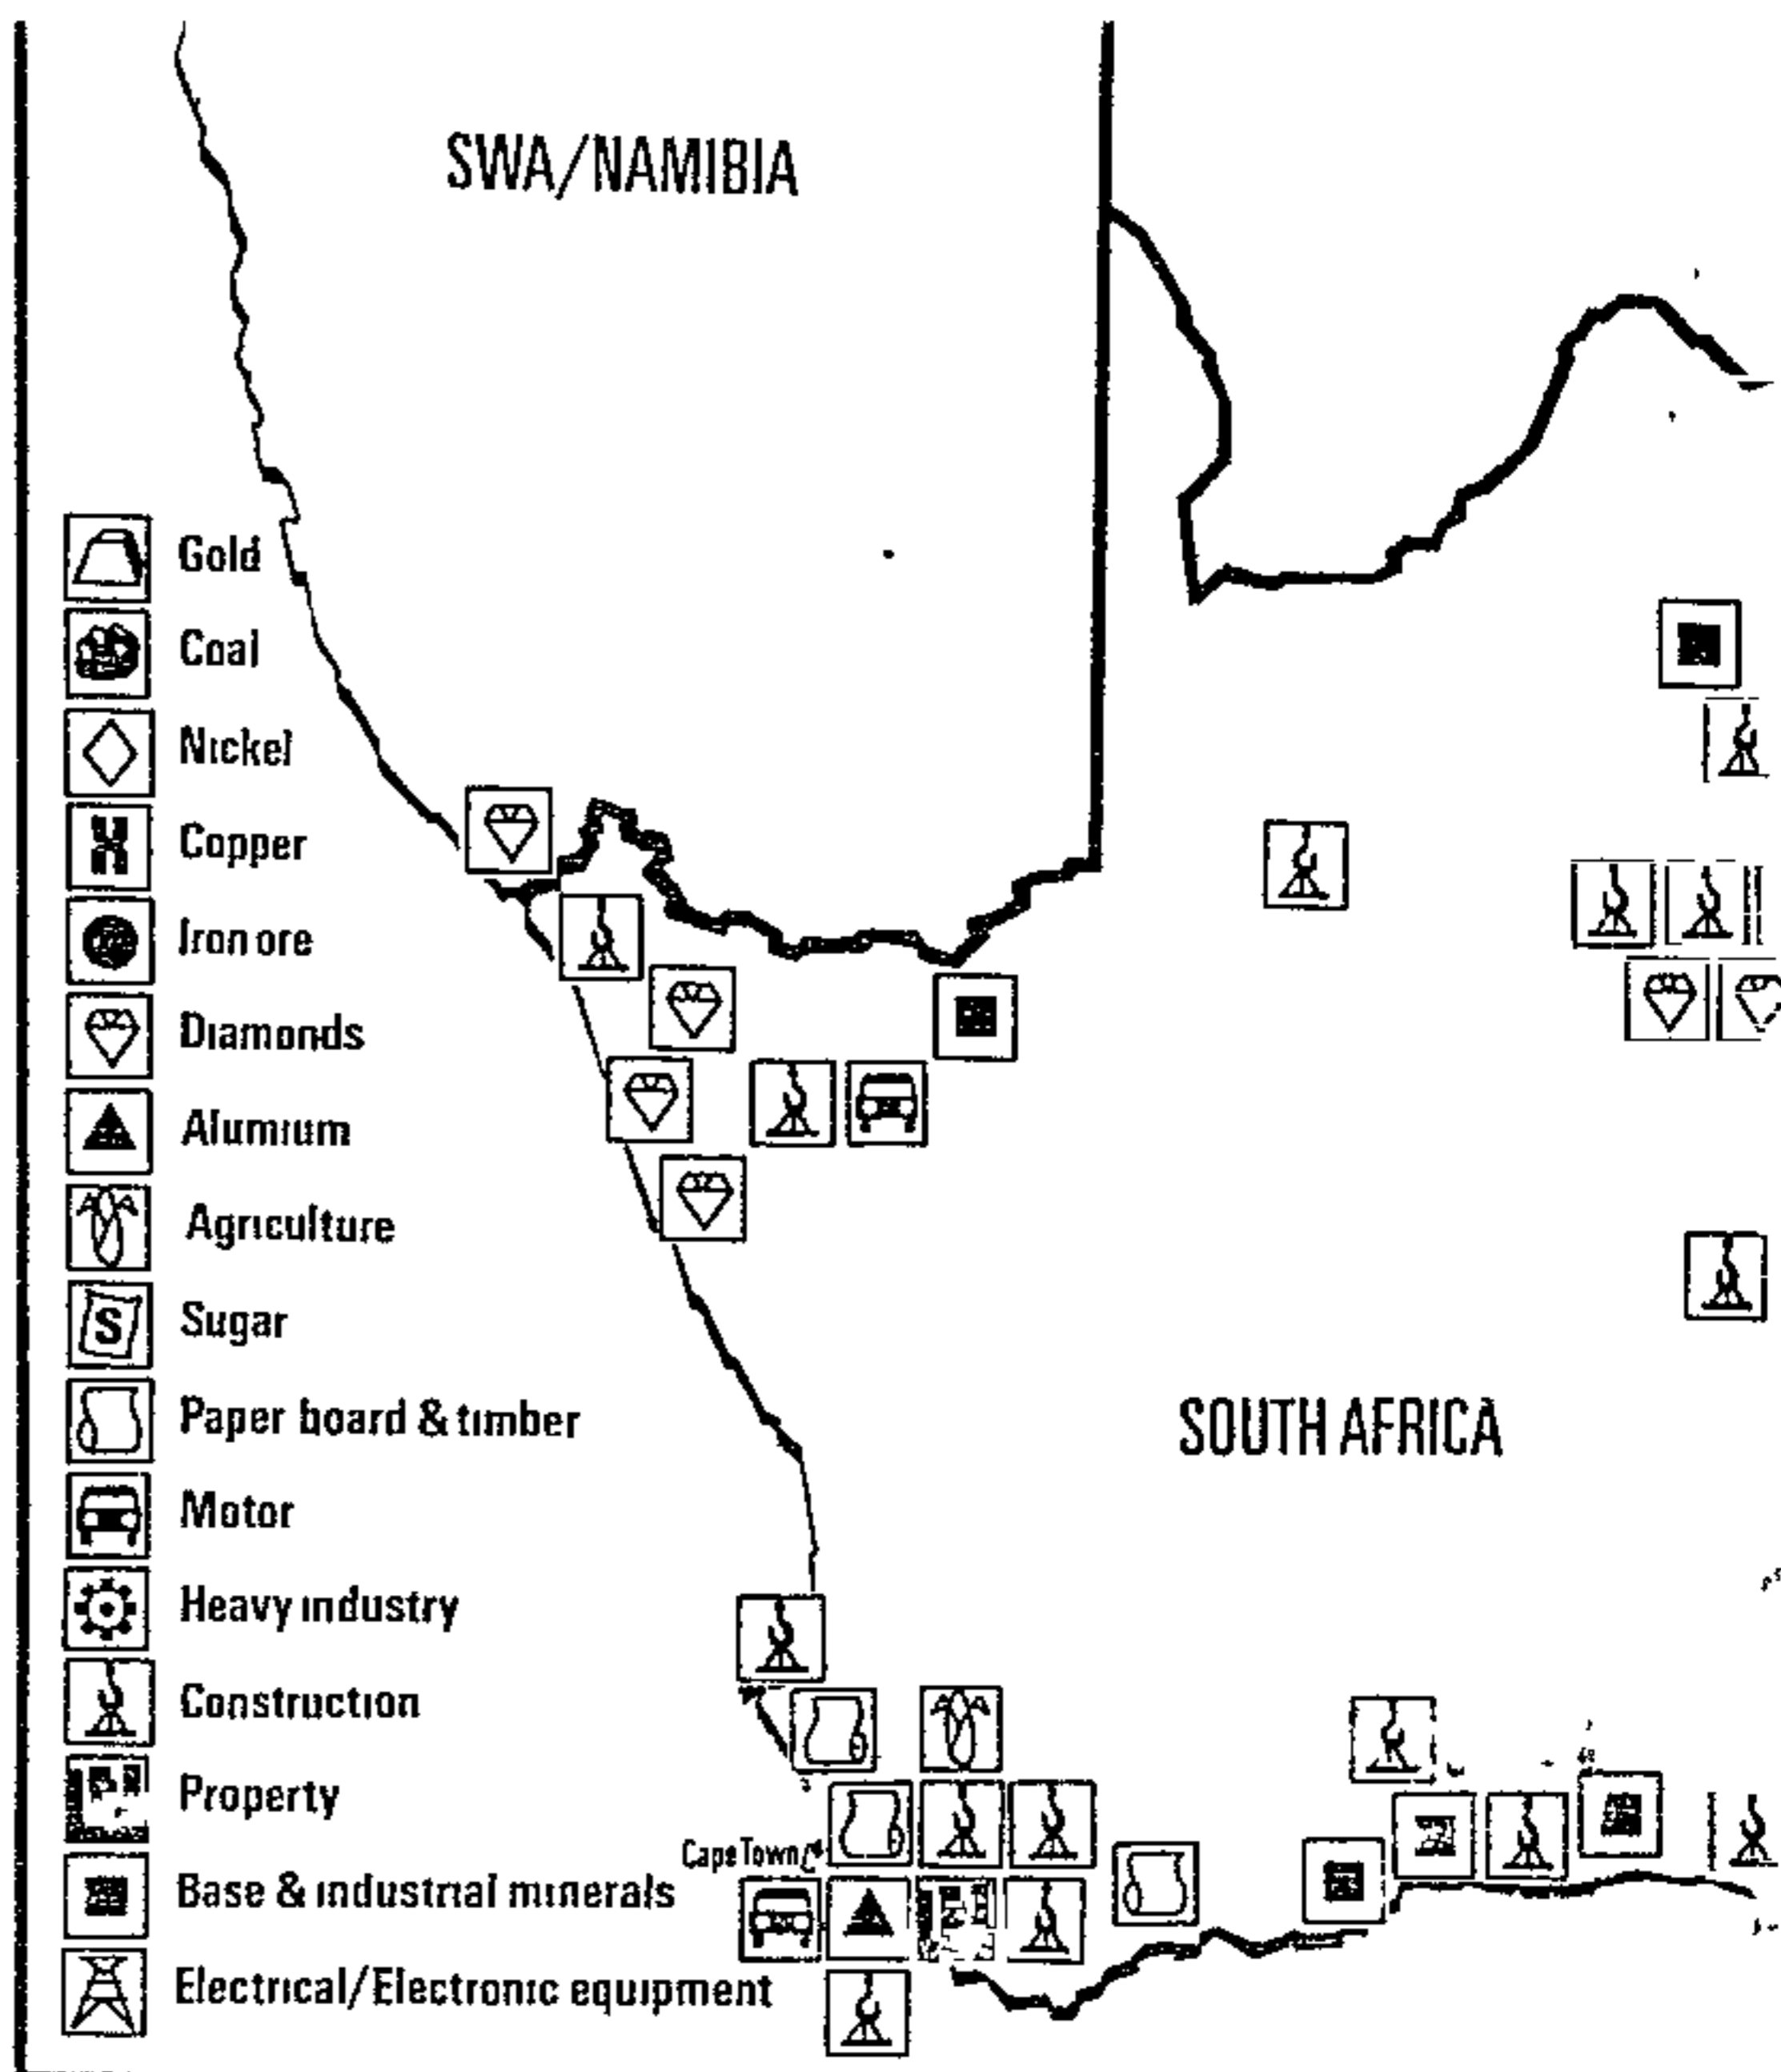 SWA/NAMIBIA
Gold
Coal
Nickel
Copper
Iron ore
Diamonds
Alumium
Agriculture
Sugar
S
Paper board & timber
SOUTH AFRICA
Motor
Heavy industry
Construction
Property
Cape Town
Base & industrial minerals
Electrical/Electronic equipment